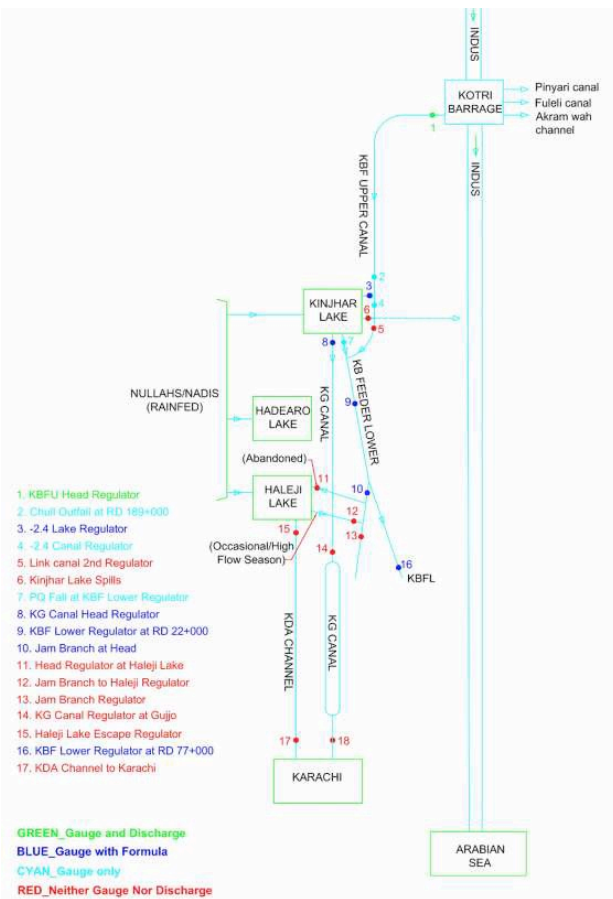 INDUS
KOTRI
BARRAGE
Pinyari canal
Fuleli canal
Akram wah
channel
1
INDUS
KBF UPPER CANAL
2
3
4
KINJHAR
LAKE
6
5
8
7
NULLAHS/NADIS
(RAINFED)
HADEARO
LAKE
KG CANAL
9
KB FEEDER LOWER
(Abandoned)
11
10
HALEJI
LAKE
12
15
(Occasional/High
Flow Season)
13
14
16
KBFL
KDA CHANNEL
KG CANAL
17
18
KARACHI
ARABIAN
SEA
1. KBFU Head Regulator
2. Chull Outfall at RD 189+000
3. -2.4 Lake Regulator
4. -2.4 Canal Regulator
5. Link canal 2nd Regulator
6. Kinjhar Lake Spills
7. PQ Fall at KBF Lower Regulator
8. KG Canal Head Regulator
9. KBF Lower Regulator at RD 22+000
10. Jam Branch at Head
11. Head Regulator at Haleji Lake
12. Jam Branch to Haleji Regulator
13. Jam Branch Regulator
14. KG Canal Regulator at Gujjo
15. Haleji Lake Escape Regulator
16. KBF Lower Regulator at RD 77+000
17. KDA Channel to Karachi
GREEN_Gauge and Discharge
BLUE_Gauge with Formula
CYAN_Gauge only
RED_Neither Gauge Nor Discharge